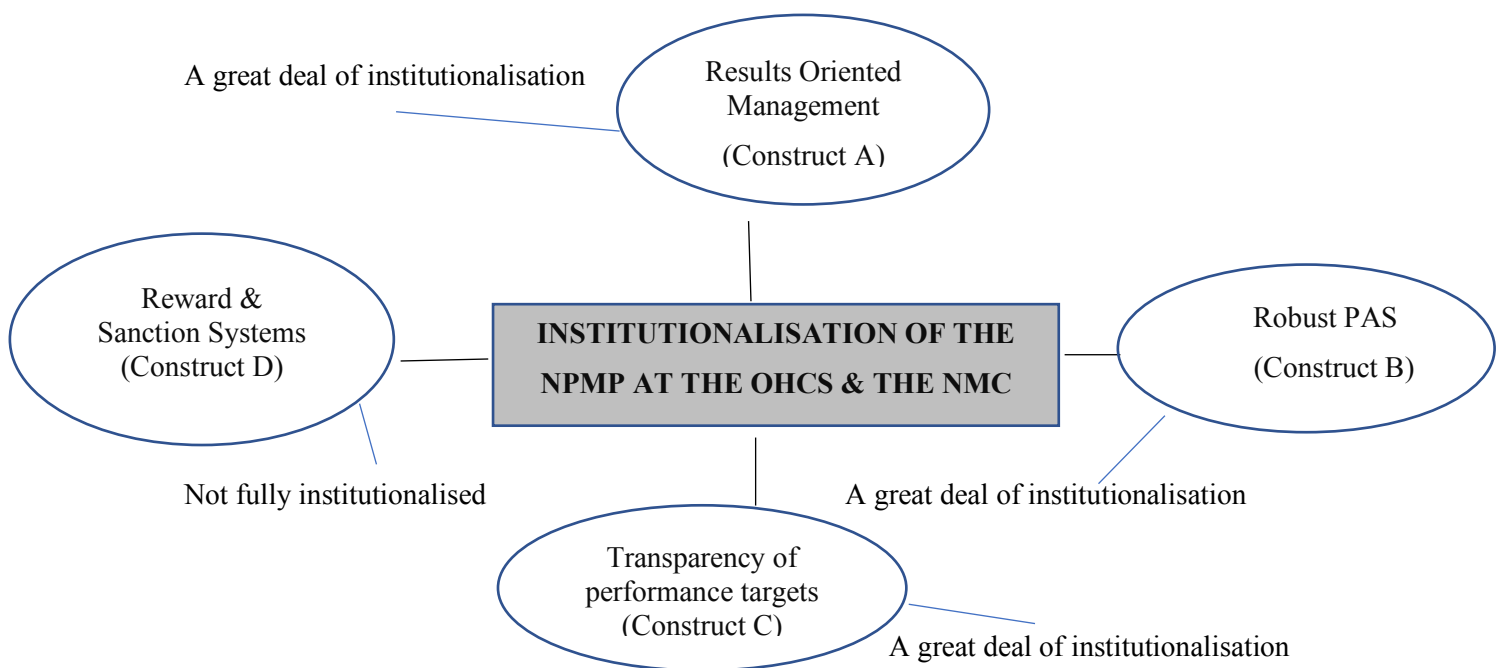 A great deal of institutionalisation
Results Oriented
Management
(Construct A)
Reward &
Sanction Systems
(Construct D)
INSTITUTIONALISATION OF THE
NPMP AT THE OHCS & THE NMC
Robust PAS
(Construct B)
Not fully institutionalised
A great deal of institutionalisation
Transparency of
performance targets
(Construct C)
A great deal of institutionalisation